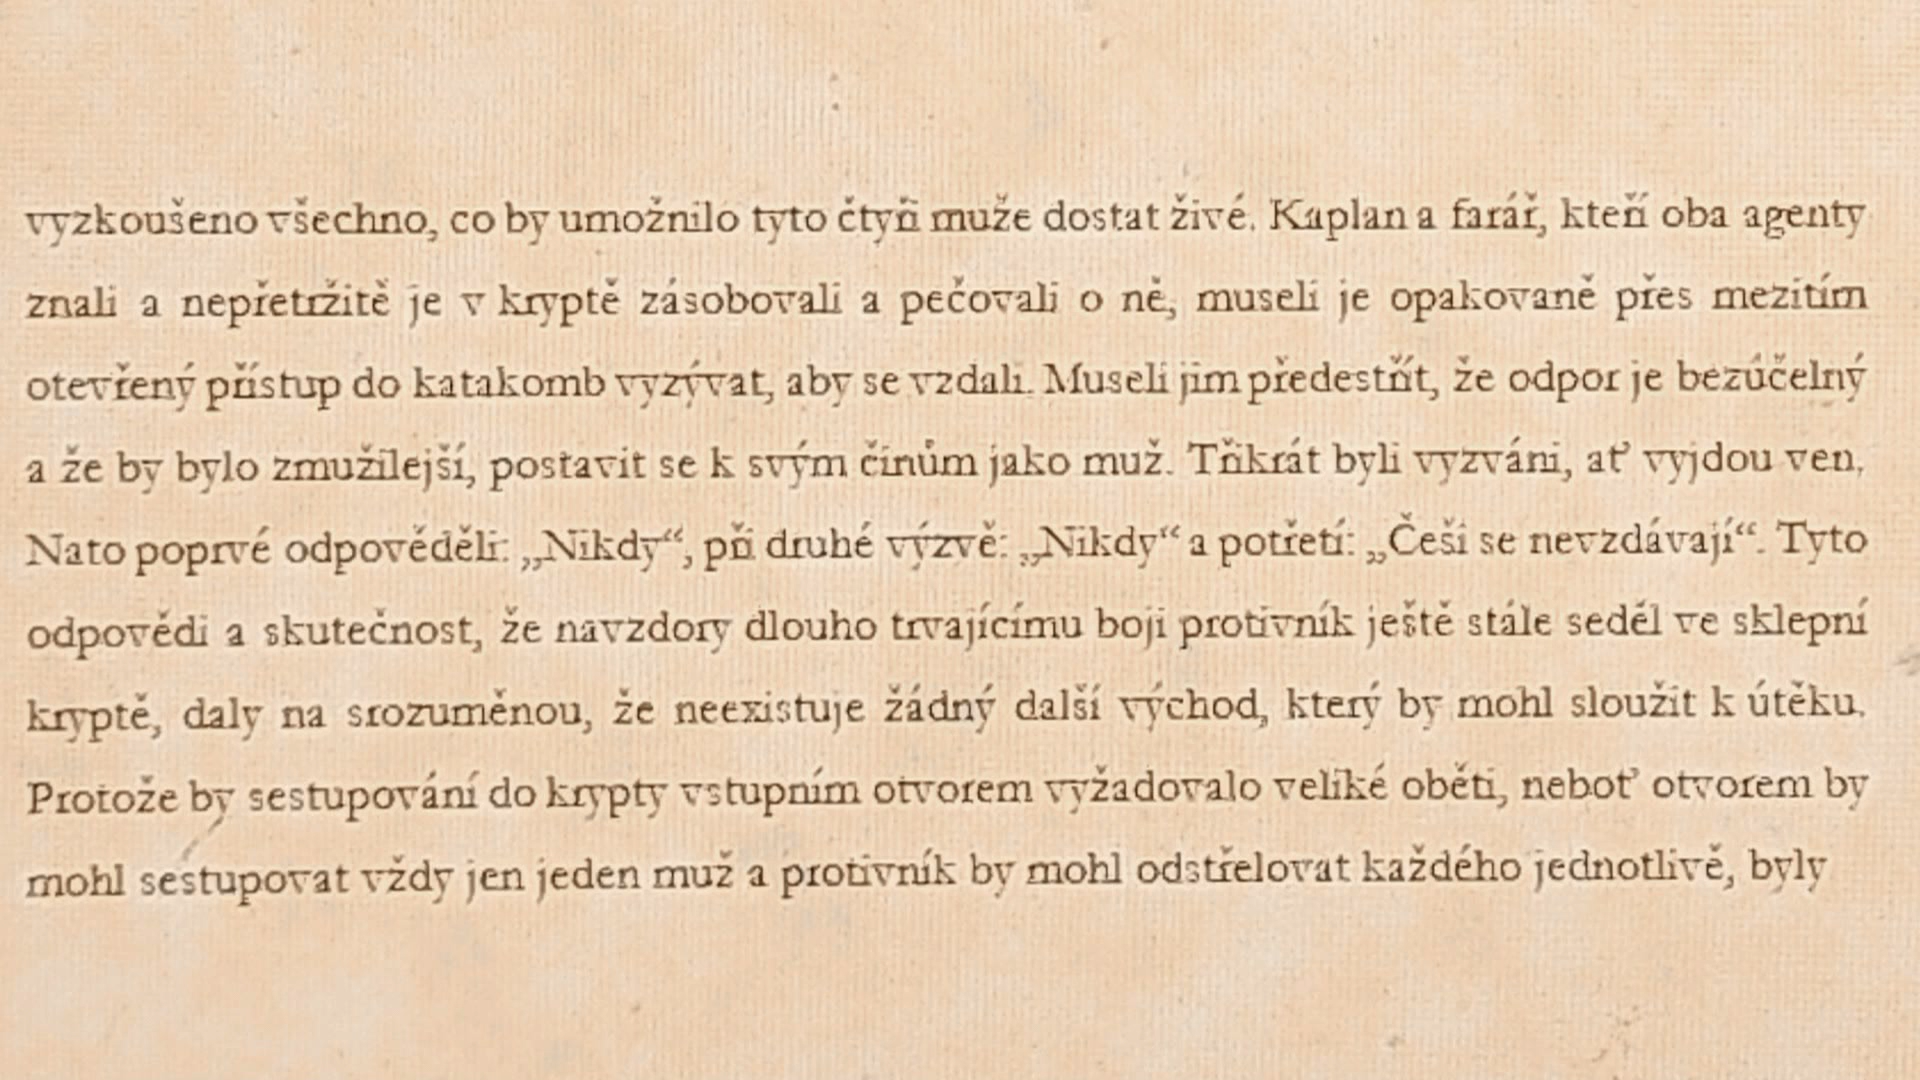 vyzkoušeno všechno, co by umožnilo tyto čtyři muže dostat živé. Kaplan a farář, kteří oba agenty
znali a nepřetržitě je v kryptě zásobovali a pečovali o ně, museli je opakovaně přes mezitím
otevřený přístup do katakomb vyzývat, aby se vzdali. Museli jim předestřít, že odpor je bezúčelný
a že by bylo zmužilejší, postavit se k svým činům jako muž. Třikrát byli vyzváni, ať vyjdou ven.
Nato poprvé odpověděli: „Nikdy“, při druhé výzvě: „Nikdy“ a potřetí: „Češi se nevzdávají“. Tyto
odpovědi a skutečnost, že navzdory dlouho trvajícímu boji protivník ještě stále seděl ve sklepní
kryptě, daly na srozuměnou, že neexistuje žádný další východ, který by mohl sloužit k útěku.
Protože by sestupování do krypty vstupním otvorem vyžadovalo veliké oběti, neboť otvorem by
mohl sestupovat vždy jen jeden muž a protivník by mohl odstřelovat každého jednotlivě, byly